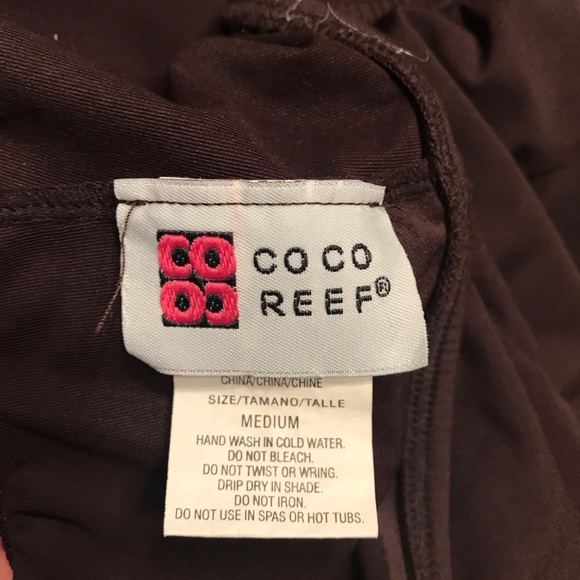 COCO
REEF®
CHINA/CHINA/CHINE
SIZE/TAMANO/TALLE
MEDIUM
HAND WASH IN COLD WATER.
DO NOT BLEACH.
DO NOT TWIST OR WRING.
DRIP DRY IN SHADE.
DO NOT IRON.
DO NOT USE IN SPAS OR HOT TUBS.